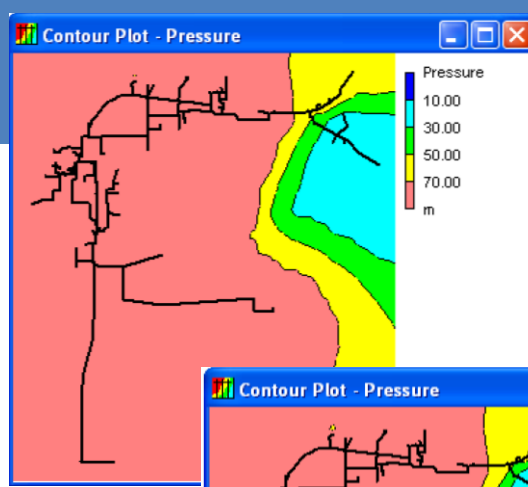 Contour Plot - Pressure
Pressure
10.00
30.00
50.00
70.00
m
Contour Plot - Pressure